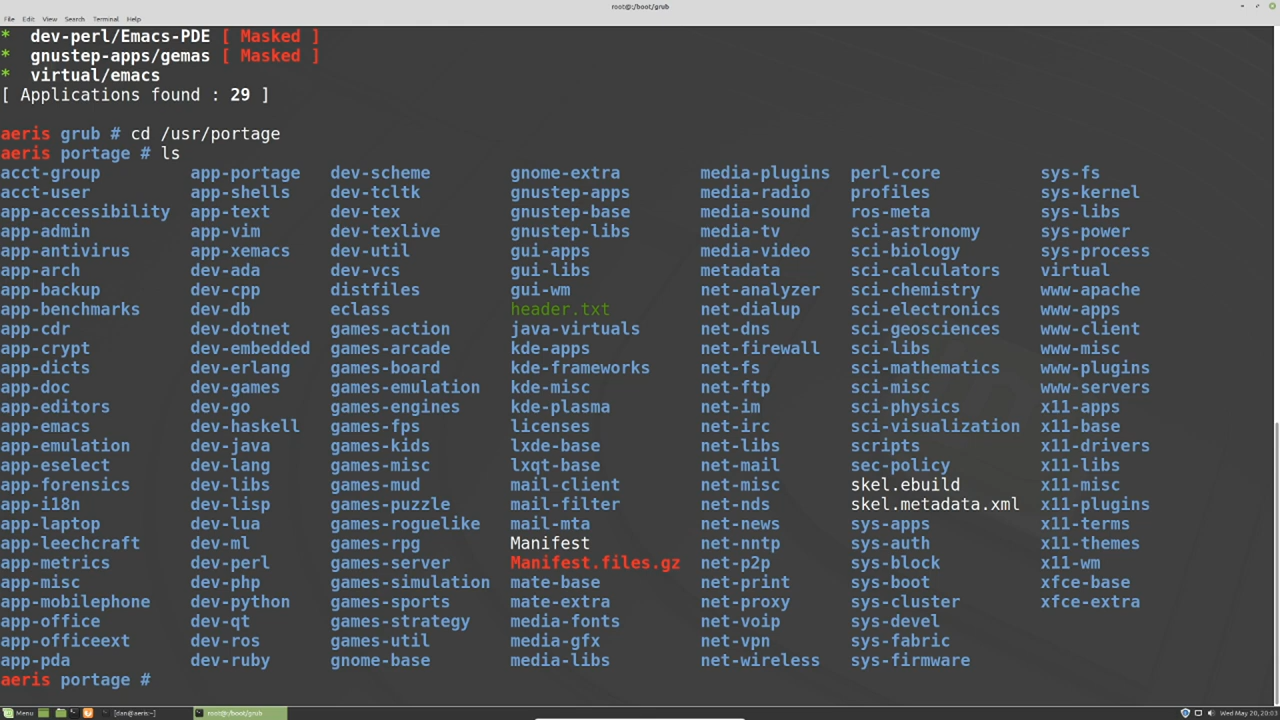 root@:/boot/grub
File Edit View Search Terminal Help
* dev-perl/Emacs-PDE [ Masked ]
* gnustep-apps/gemas [ Masked ]
* virtual/emacs
[ Applications found : 29 ]
aeris grub # cd /usr/portage
aeris portage # ls
acct-group app-portage dev-scheme gnome-extra media-plugins perl-core sys-fs
acct-user app-shells dev-tcltk gnustep-apps media-radio profiles sys-kernel
app-accessibility app-text dev-tex gnustep-base media-sound ros-meta sys-libs
app-admin app-vim dev-texlive gnustep-libs media-tv sci-astronomy sys-power
app-antivirus app-xemacs dev-util gui-apps media-video sci-biology sys-process
app-arch dev-ada dev-vcs gui-libs metadata sci-calculators virtual
app-backup dev-cpp distfiles gui-wm net-analyzer sci-chemistry www-apache
app-benchmarks dev-db eclass header.txt net-dialup sci-electronics www-apps
app-cdr dev-dotnet games-action java-virtuals net-dns sci-geosciences www-client
app-crypt dev-embedded games-arcade kde-apps net-firewall sci-libs www-misc
app-dicts dev-erlang games-board kde-frameworks net-fs sci-mathematics www-plugins
app-doc dev-games games-emulation kde-misc net-ftp sci-misc www-servers
app-editors dev-go games-engines kde-plasma net-im sci-physics x11-apps
app-emacs dev-haskell games-fps licenses net-irc sci-visualization x11-base
app-emulation dev-java games-kids lxde-base net-libs scripts x11-drivers
app-eselect dev-lang games-misc lxqt-base net-mail sec-policy x11-libs
app-forensics dev-libs games-mud mail-client net-misc skel.ebuild x11-misc
app-i18n dev-lisp games-puzzle mail-filter net-nds skel.metadata.xml x11-plugins
app-laptop dev-lua games-roguelike mail-mta net-news sys-apps x11-terms
app-leechcraft dev-ml games-rpg Manifest net-nntp sys-auth x11-themes
app-metrics dev-perl games-server Manifest.files.gz net-p2p sys-block x11-wm
app-misc dev-php games-simulation mate-base net-print sys-boot xfce-base
app-mobilephone dev-python games-sports mate-extra net-proxy sys-cluster xfce-extra
app-office dev-qt games-strategy media-fonts net-voip sys-devel
app-officeext dev-ros games-util media-gfx net-vpn sys-fabric
app-pda dev-ruby gnome-base media-libs net-wireless sys-firmware
aeris portage #
Menu [dan@aeris:~] root@:/boot/grub Wed May 20, 20:03